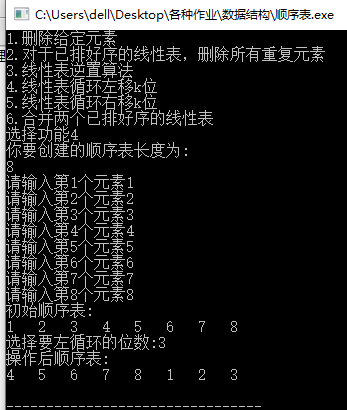 C:\Users\dell\Desktop\各种作业\数据结构\顺序表.exe
1.删除给定元素
2.对于已排好序的线性表，删除所有重复元素
3.线性表逆置算法
4.线性表循环左移k位
5.线性表循环右移k位
6.合并两个已排好序的线性表
选择功能4
你要创建的顺序表长度为:
8
请输入第1个元素1
请输入第2个元素2
请输入第3个元素3
请输入第4个元素4
请输入第5个元素5
请输入第6个元素6
请输入第7个元素7
请输入第8个元素8
初始顺序表:
1 2 3 4 5 6 7 8
选择要左循环的位数:3
操作后顺序表:
4 5 6 7 8 1 2 3
--------------------------------